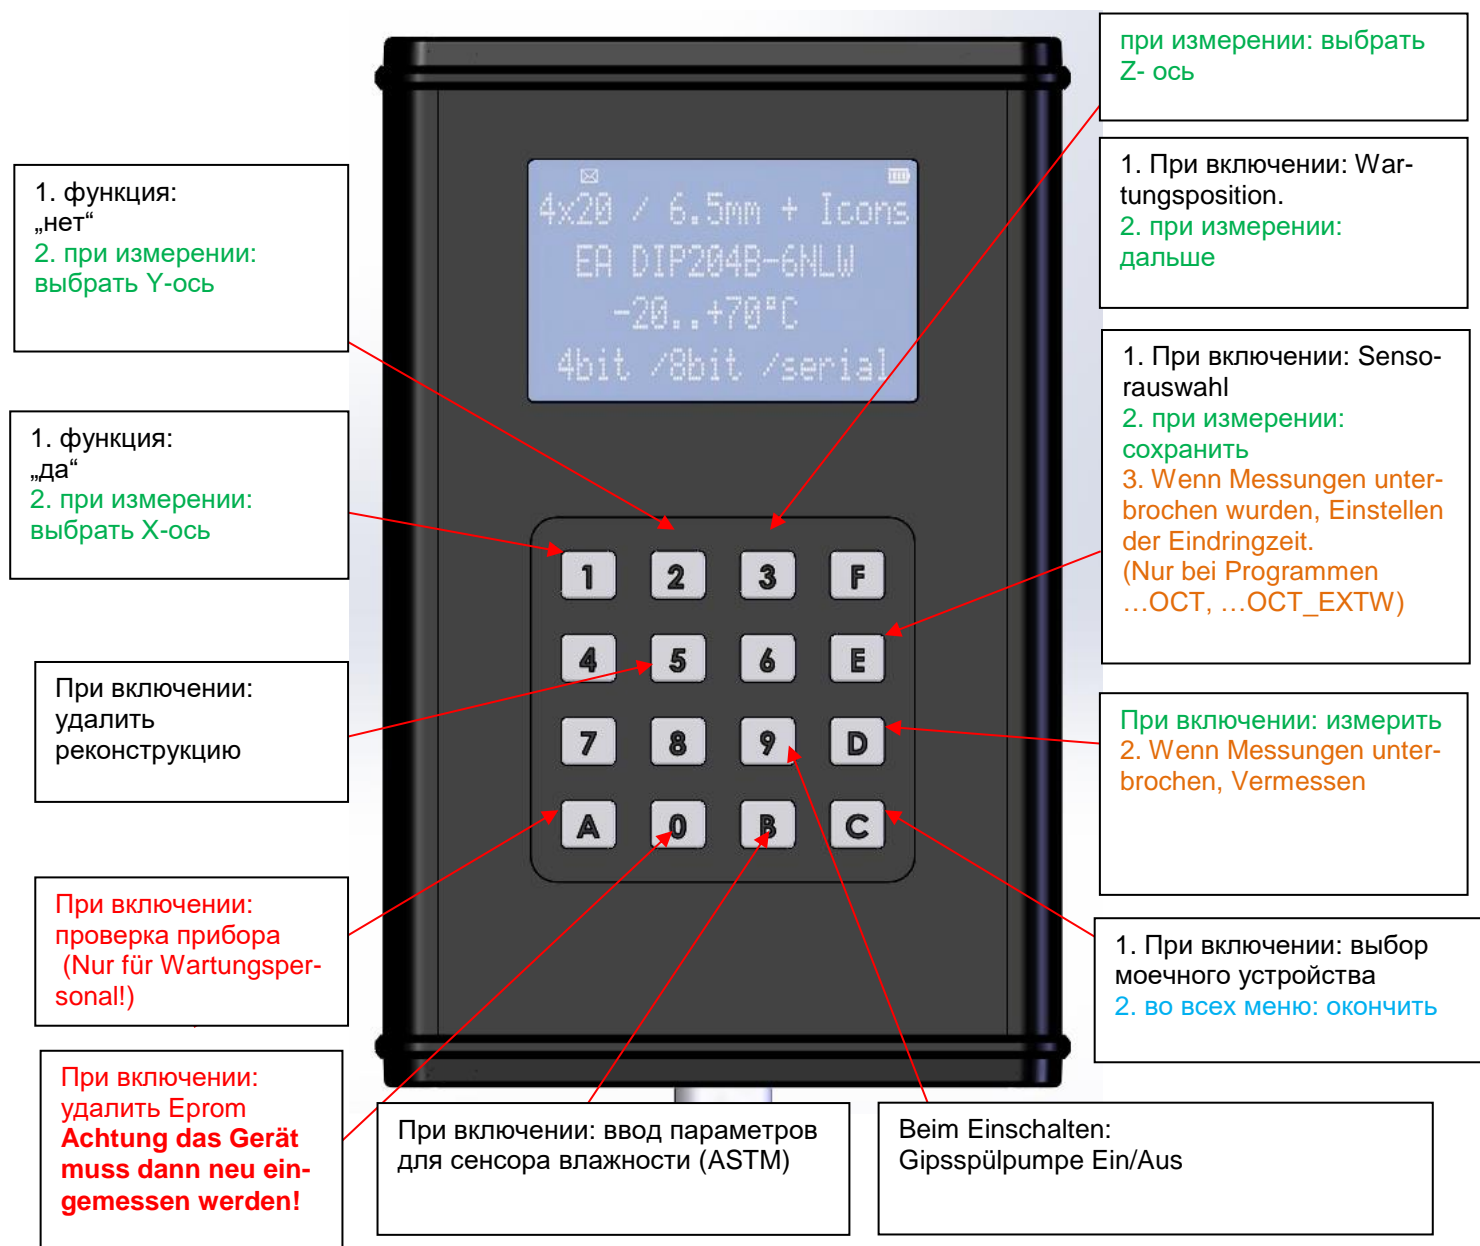 при измерении: выбрать
Z- ось
1. При включении: War-
tungsposition.
2. при измерении:
дальше
1. функция:
„нет“
2. при измерении:
выбрать Y-ось
4x20 / 6.5mm + Icons
EA DIP204B-6NLW
-20..+70°C
4bit /8bit /serial
1. При включении: Senso-
rauswahl
2. при измерении:
сохранить
3. Wenn Messungen unter-
brochen wurden, Einstellen
der Eindringzeit.
(Nur bei Programmen
…OCT, …OCT_EXTW)
1. функция:
„да“
2. при измерении:
выбрать X-ось
1 2 3 F
4 5 6 E
7 8 9 D
A 0 B C
При включении:
удалить
реконструкцию
При включении: измерить
2. Wenn Messungen unter-
brochen, Vermessen
При включении:
проверка прибора
(Nur für Wartungsper-
sonal!)
1. При включении: выбор
моечного устройства
2. во всех меню: окончить
При включении:
удалить Eprom
Achtung das Gerät
muss dann neu ein-
gemessen werden!
При включении: ввод параметров
для сенсора влажности (ASTM)
Beim Einschalten:
Gipsspülpumpe Ein/Aus